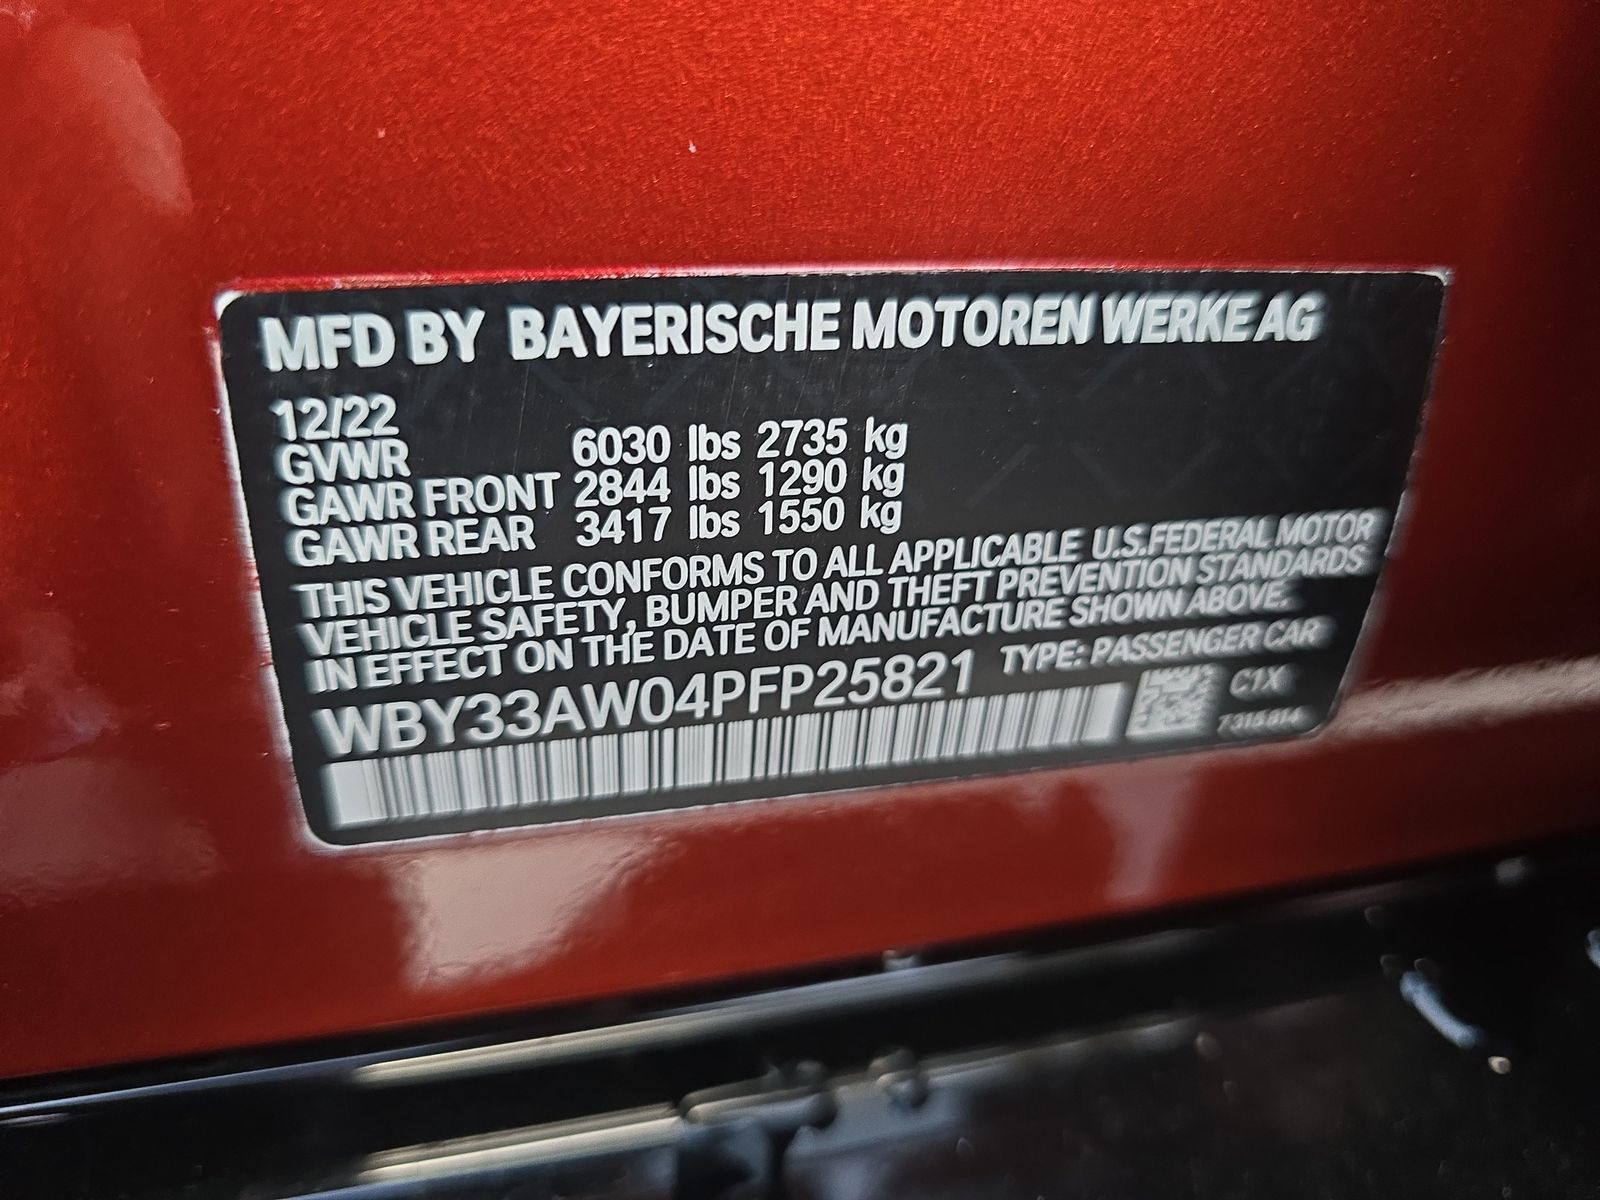 MFD BY BAYERISCHE MOTOREN WERKE AG
12/22
GVWR 6030 lbs 2735 kg
GAWR FRONT 2844 lbs 1290 kg
GAWR REAR 3417 lbs 1550 kg
THIS VEHICLE CONFORMS TO ALL APPLICABLE U.S.FEDERAL MOTOR
VEHICLE SAFETY, BUMPER AND THEFT PREVENTION STANDARDS
IN EFFECT ON THE DATE OF MANUFACTURE SHOWN ABOVE.
WBY33AW04PFP25821 TYPE: PASSENGER CAR
C1X
7315814